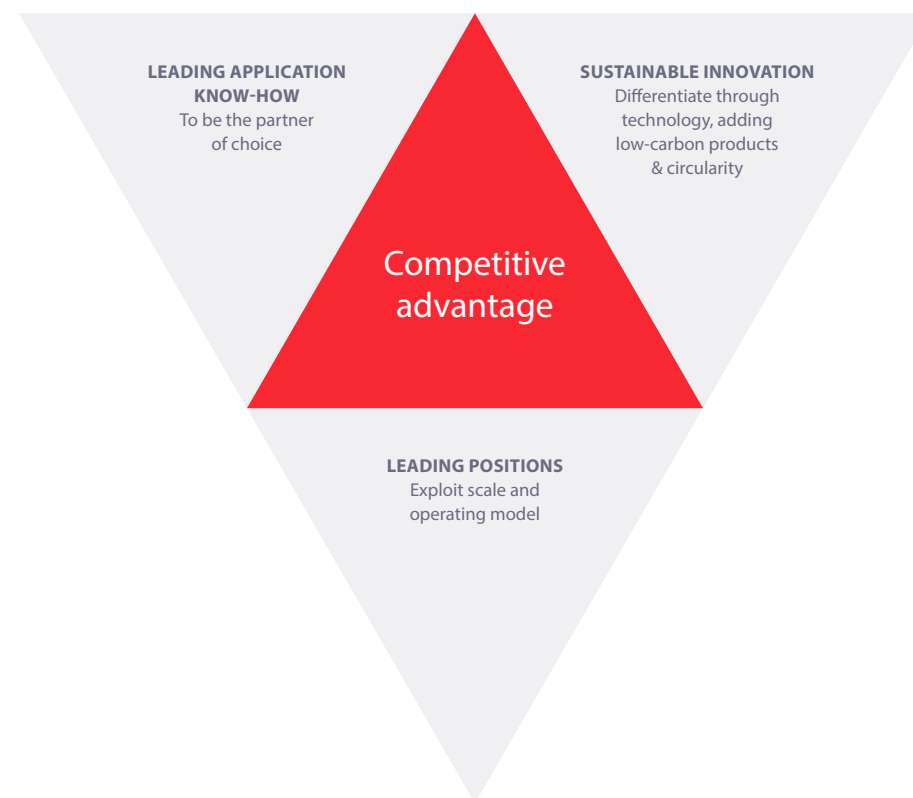 LEADING APPLICATION
KNOW-HOW
To be the partner
of choice
SUSTAINABLE INNOVATION
Differentiate through
technology, adding
low-carbon products
& circularity
Competitive
advantage
LEADING POSITIONS
Exploit scale and
operating model